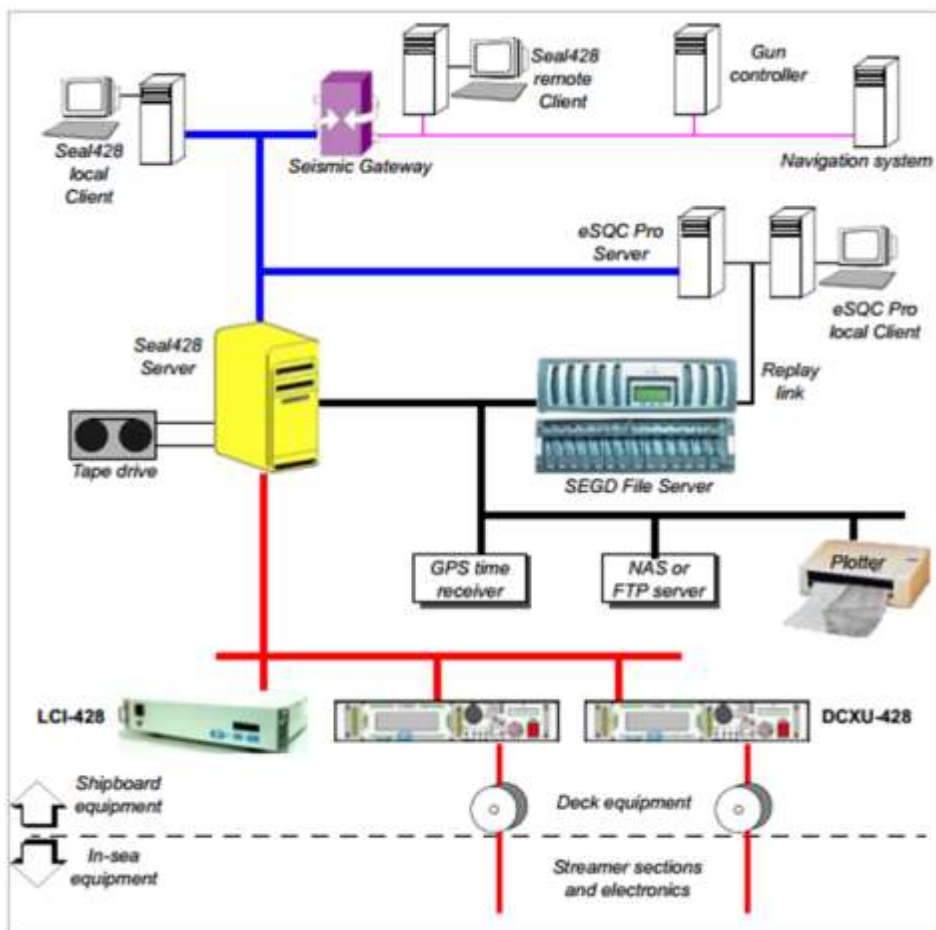 Seal428
remote
Client
Gun
controller
Seal428
local
Client
Seismic Gateway
Navigation system
eSQC Pro
Server
eSQC Pro
local Client
Seal428
Server
Replay
link
Tape drive
SEGD File Server
GPS time
receiver
NAS or
FTP server
Plotter
LCI-428
DCXU-428
Shipboard
equipment
Deck equipment
In-sea
equipment
Streamer sections
and electronics